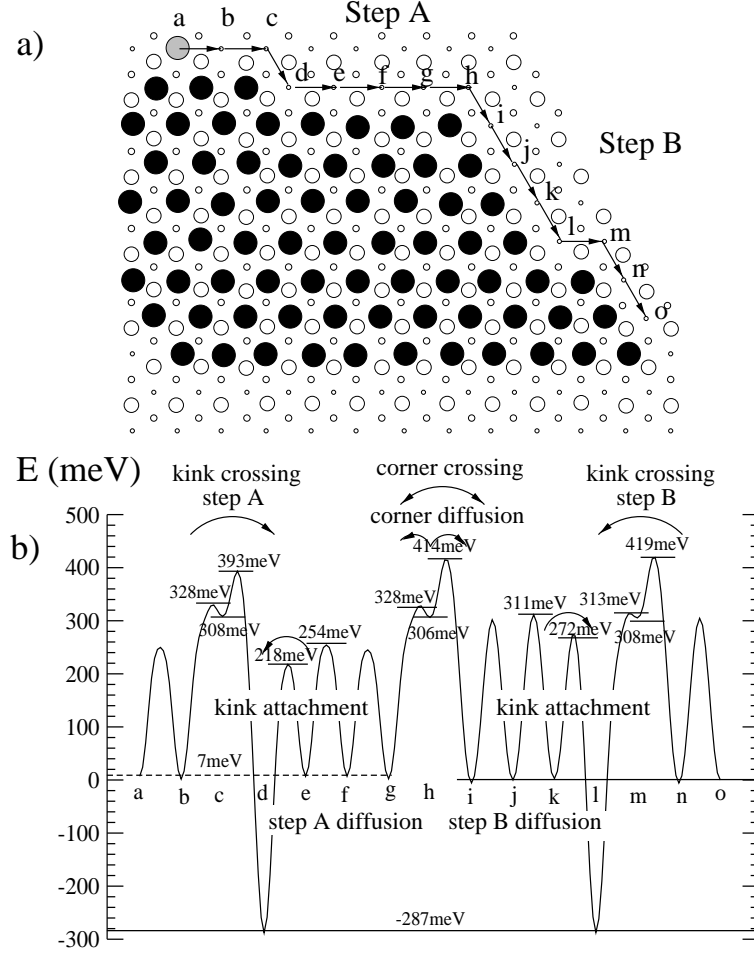 Step A
a)
a b c
d e f g h
i
j
Step B
k
l m
n
o
E (meV)
kink crossing
step A
corner crossing
kink crossing
step B
corner diffusion
b)
500
400
300
200
100
0
-100
-200
-300
328meV
393meV
308meV
218meV
254meV
328meV
414meV
306meV
311meV
272meV
313meV
419meV
308meV
kink attachment
kink attachment
7meV
a b c d e f g h i j k l m n o
step A diffusion
step B diffusion
-287meV